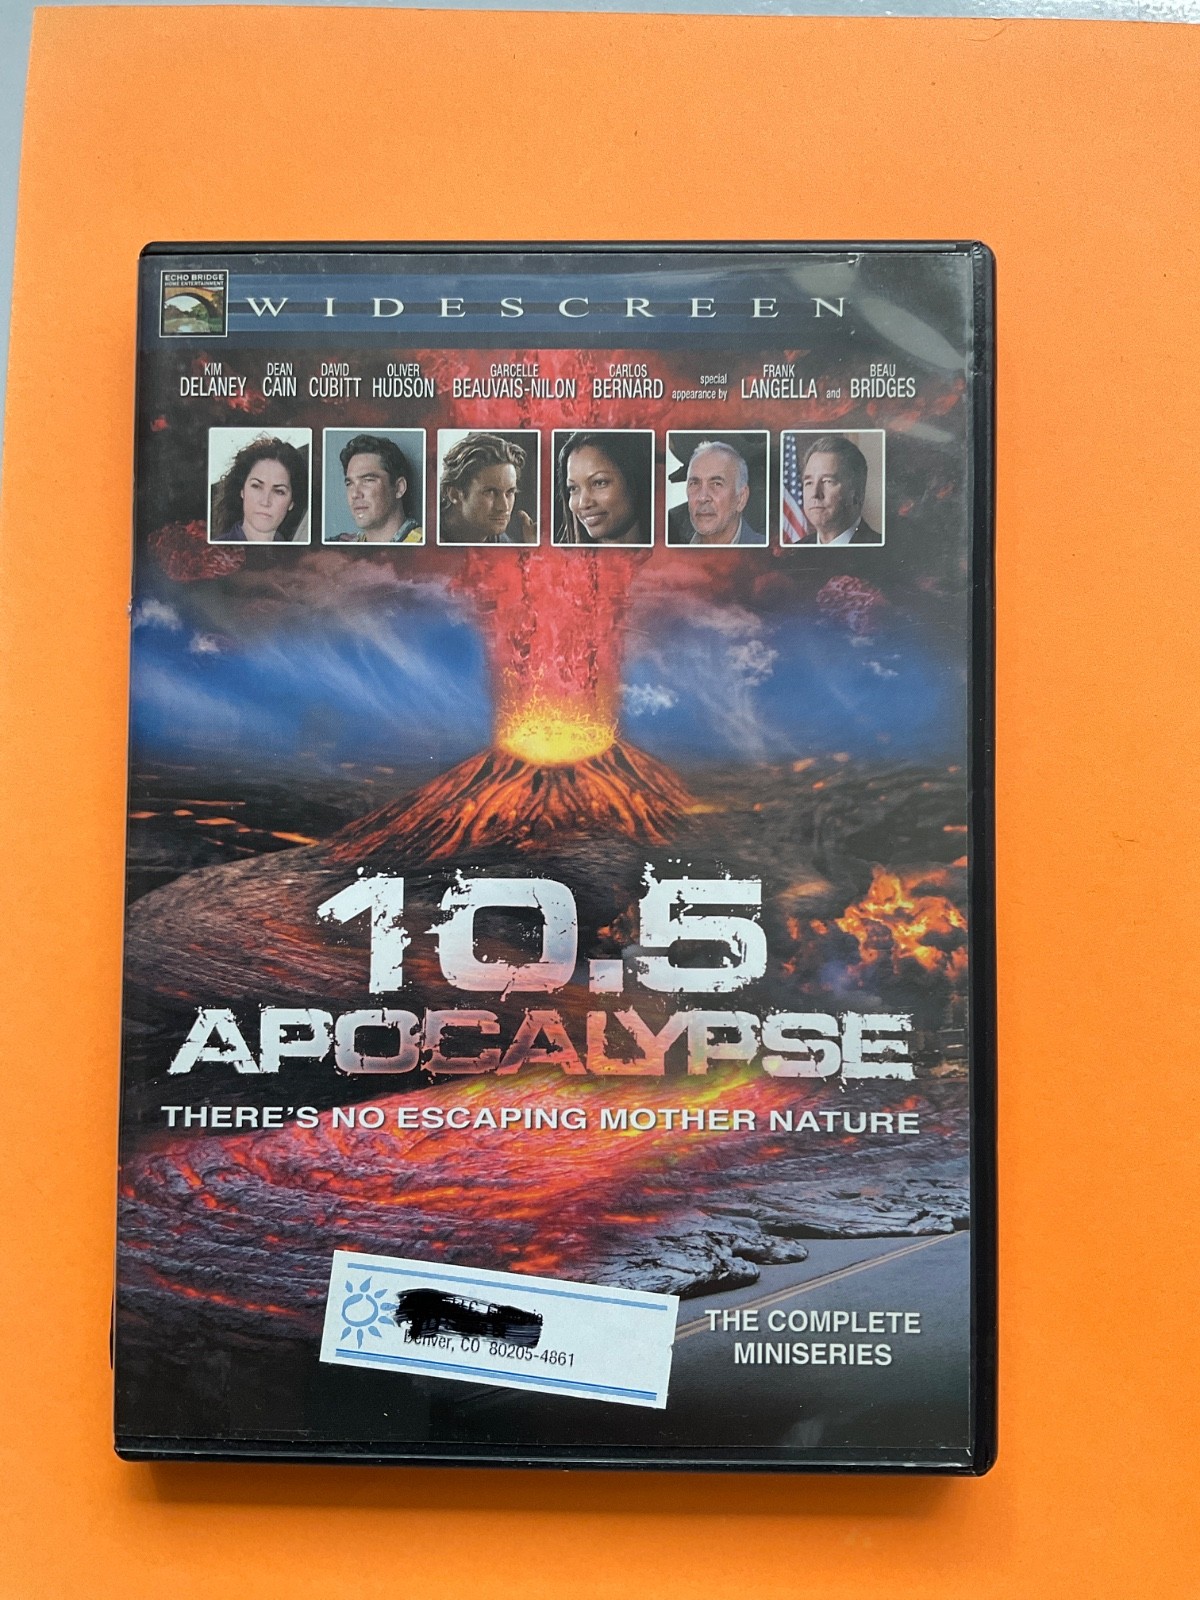 ECHO BRIDGE
HOME ENTERTAINMENT
WIDESCREEN
KIM DELANEY DEAN CAIN DAVID CUBITT OLIVER HUDSON GARCELLE BEAUVAIS-NILON CARLOS BERNARD special appearance by FRANK LANGELLA and BEAU BRIDGES
10.5
APOCALYPSE
THERE'S NO ESCAPING MOTHER NATURE
Denver, CO 80205-4861
THE COMPLETE
MINISERIES